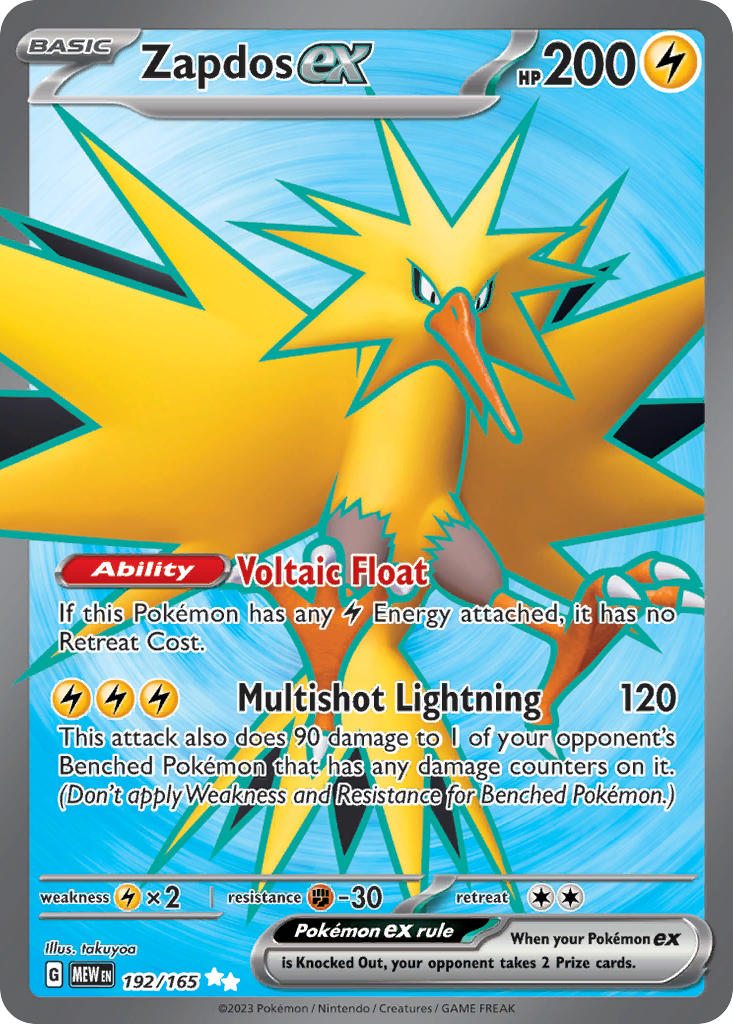 BASIC
Zapdos ex
HP 200
Ability Voltaic Float
If this Pokémon has any Energy attached, it has no
Retreat Cost.
Multishot Lightning 120
This attack also does 90 damage to 1 of your opponent's
Benched Pokémon that has any damage counters on it.
(Don't apply Weakness and Resistance for Benched Pokémon.)
weakness ×2 resistance -30 retreat
Illus. takuyoa
Pokémon ex rule When your Pokémon ex
is Knocked Out, your opponent takes 2 Prize cards.
G MEW EN 192/165
©2023 Pokémon / Nintendo / Creatures / GAME FREAK